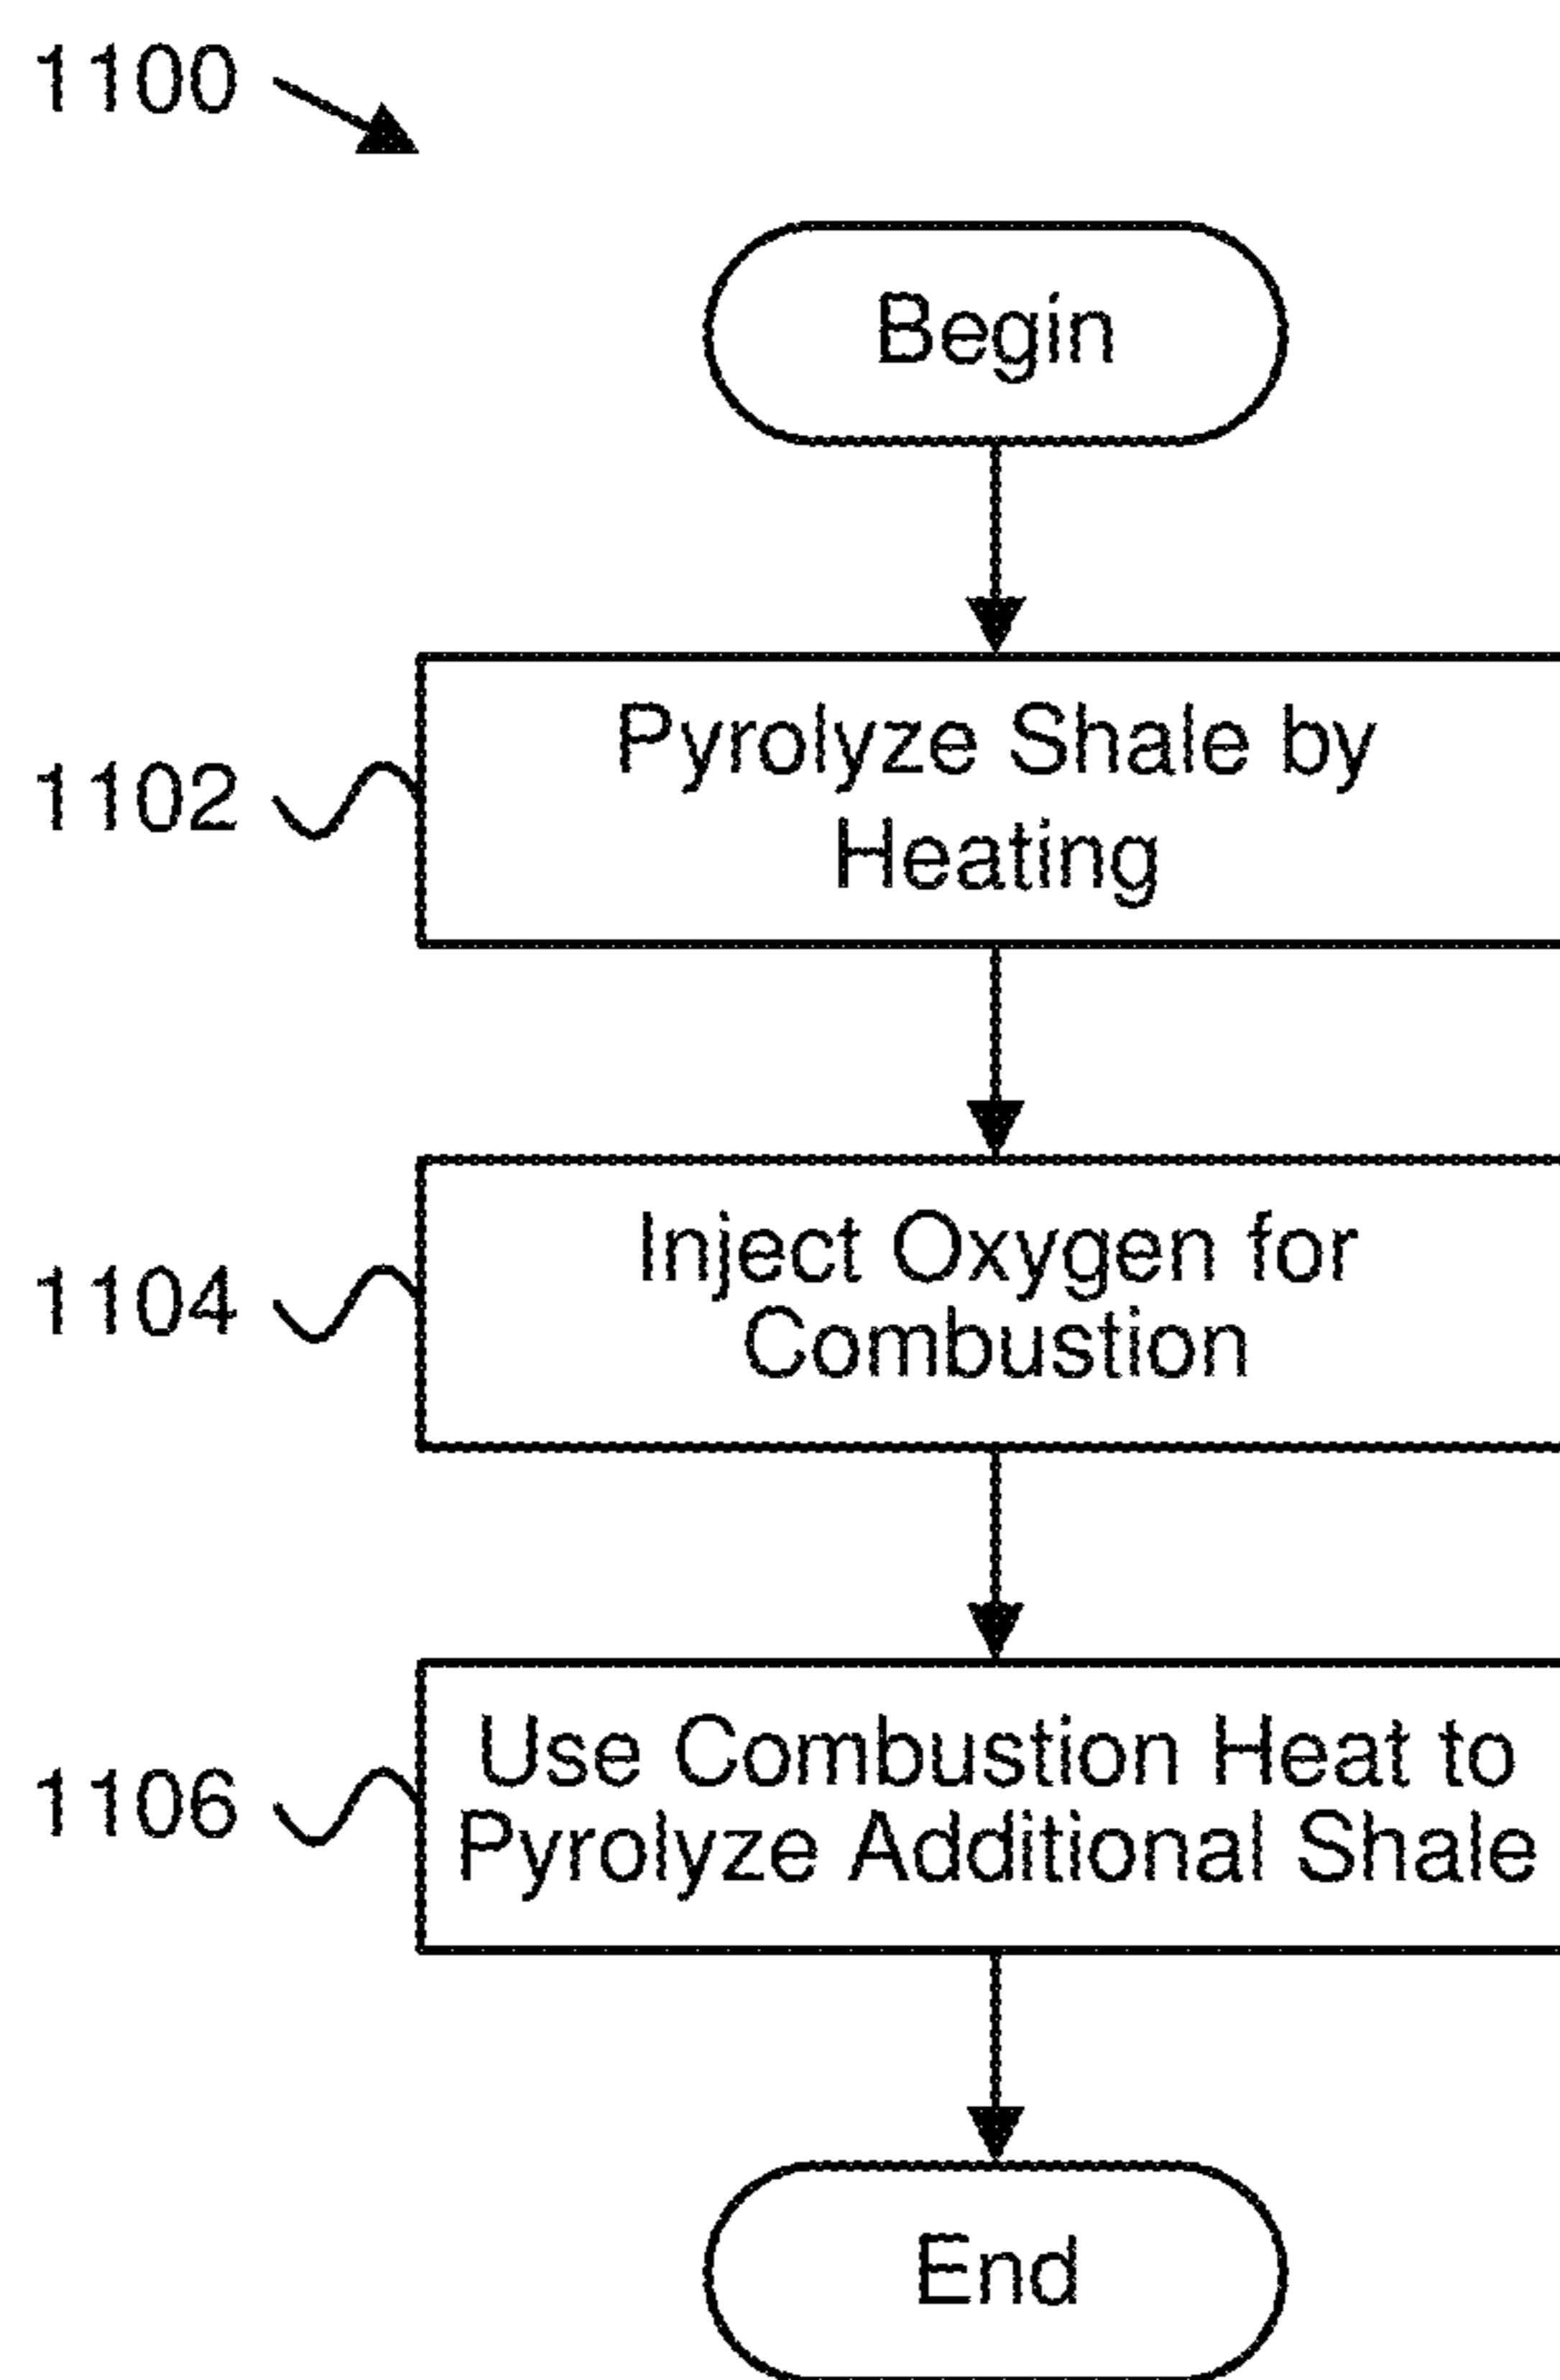 1100
Begin
1102
Pyrolyze Shale by
Heating
1104
Inject Oxygen for
Combustion
1106
Use Combustion Heat to
Pyrolyze Additional Shale
End